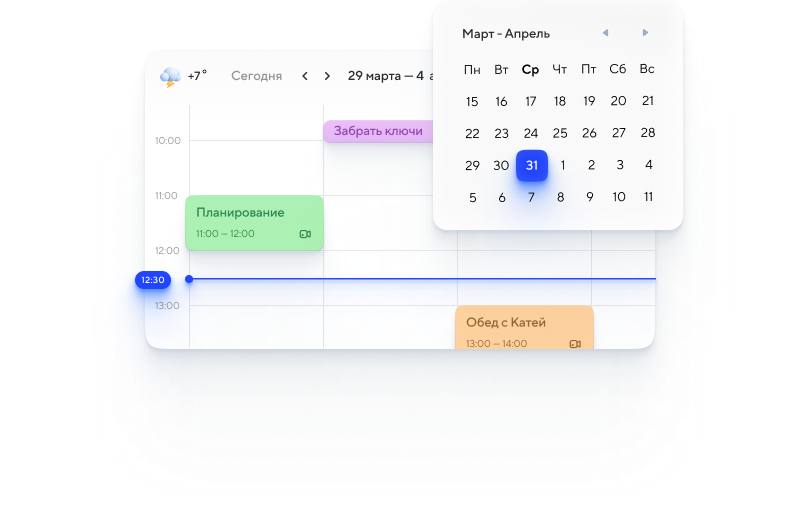 Март - Апрель
Пн Вт Ср Чт Пт Сб Вс
15 16 17 18 19 20 21
22 23 24 25 26 27 28
29 30 31 1 2 3 4
5 6 7 8 9 10 11
+7° Сегодня 29 марта — 4
Забрать ключи
10:00
11:00
Планирование
11:00 — 12:00
12:00
12:30
13:00
Обед с Катей
13:00 — 14:00